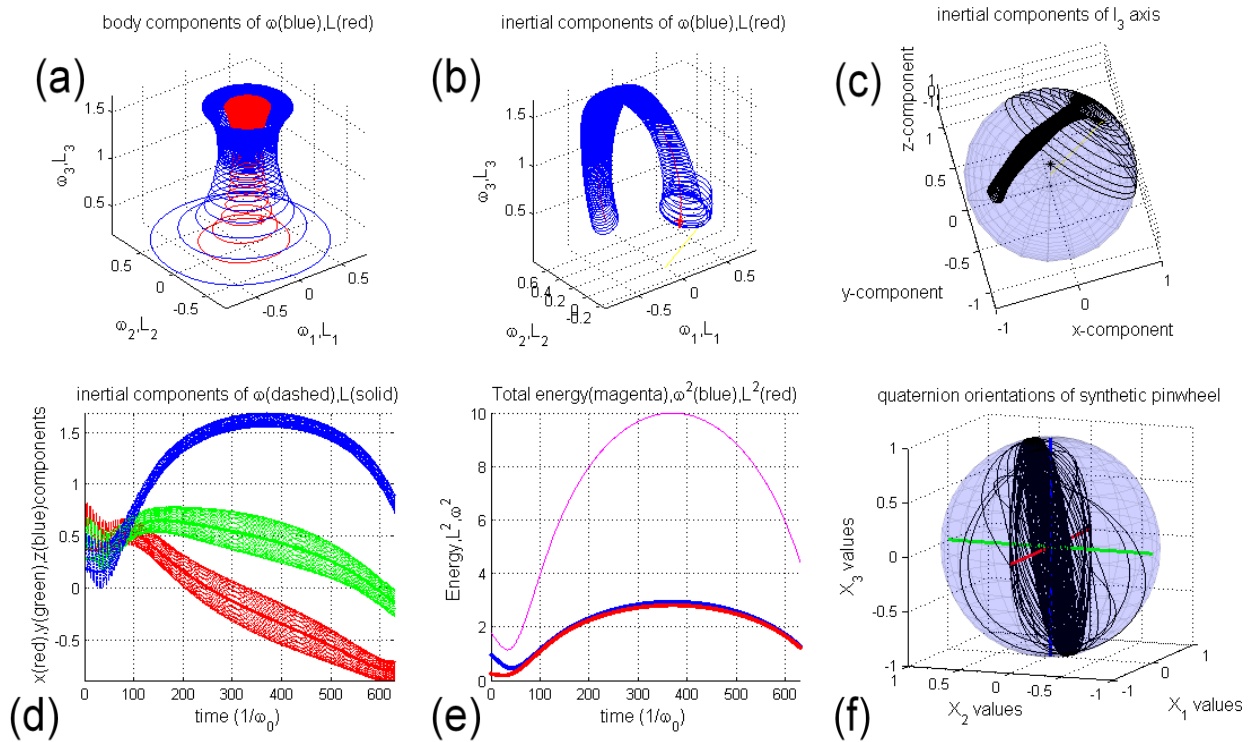 body components of ω(blue),L(red)
(a)
ω3,L3
1.5
1
0.5
0.5
0
-0.5
-0.5
0
0.5
ω2,L2
ω1,L1
inertial components of ω(blue),L(red)
(b)
ω3,L3
1.5
1
0.5
0.6
0.4
0.2
0
-0.2
-0.5
0
0.5
ω2,L2
ω1,L1
inertial components of I3 axis
(c)
z-component
1
0
-1
1
0.5
0
-0.5
-1
-1
0
1
y-component
x-component
inertial components of ω(dashed),L(solid)
x(red),y(green),z(blue)components
1.5
1
0.5
0
-0.5
0
100
200
300
400
500
600
time (1/ω0)
(d)
Total energy(magenta),ω2(blue),L2(red)
Energy,L2,ω2
10
8
6
4
2
0
0
100
200
300
400
500
600
time (1/ω0)
(e)
quaternion orientations of synthetic pinwheel
X3 values
1
0.5
0
-0.5
-1
1
0.5
0
-0.5
-1
-1
0
1
X2 values
X1 values
(f)